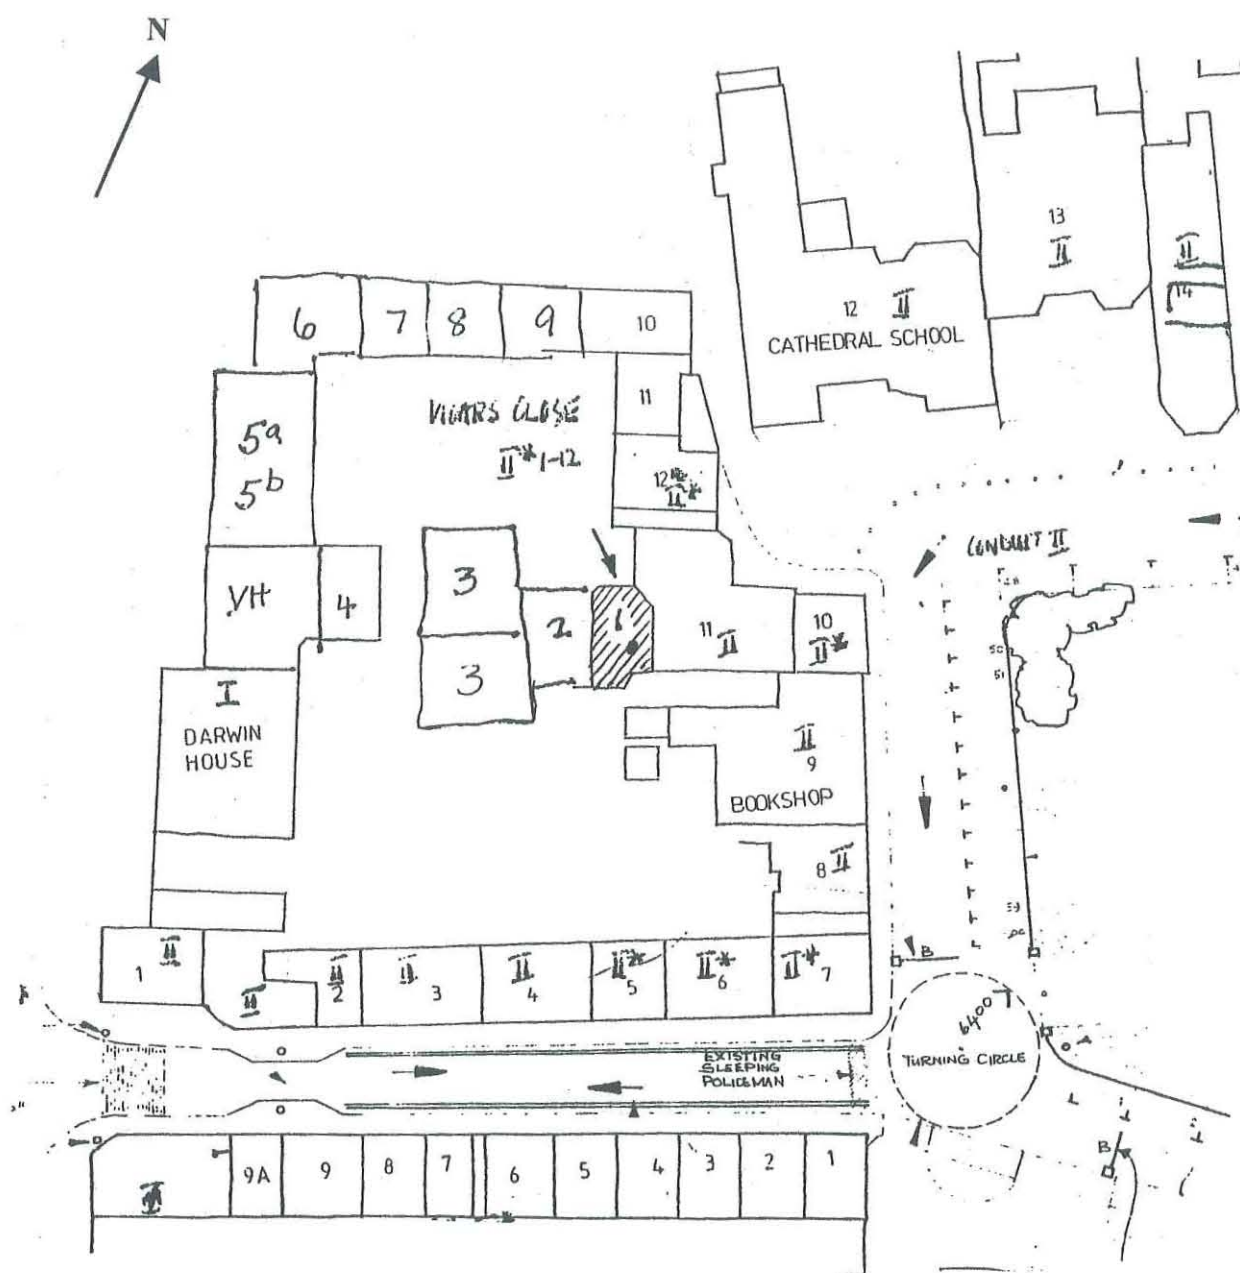 N
13
II
II
14
12 II
CATHEDRAL SCHOOL
6
7
8
9
10
11
VICARS CLOSE
II* 1-12
5a
5b
12
II*
CONDUIT II
3
VH
4
2
1
11 II
10
II*
3
I
DARWIN
HOUSE
II
9
BOOKSHOP
8 II
II
1
II
II
2
II
3
II
4
II*
5
II*
6
II*
7
B
6400
TURNING CIRCLE
EXISTING
SLEEPING
POLICEMAN
B
9A
9
8
7
6
5
4
3
2
1